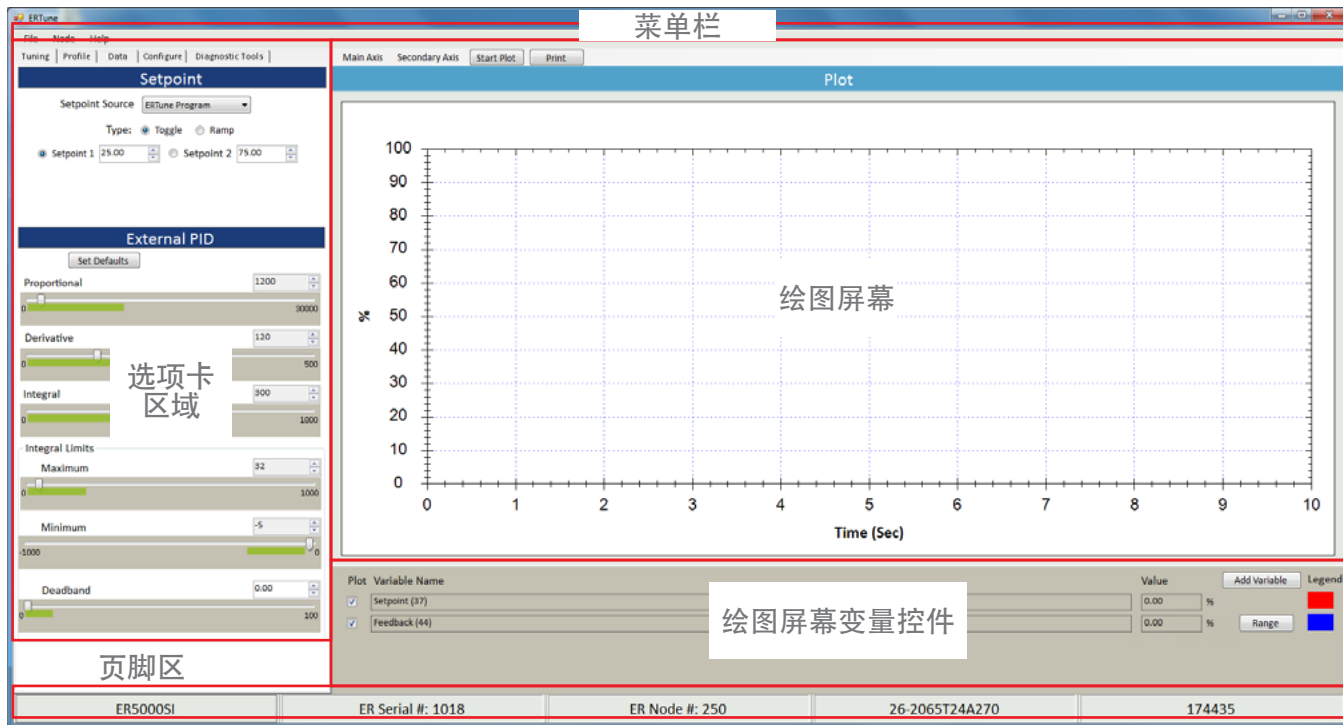 ERTune
菜单栏
File Node Help
Tuning Profile Data Configure Diagnostic Tools
Setpoint
Setpoint Source ERTune Program
Type: Toggle Ramp
Setpoint 1 25.00 Setpoint 2 75.00
External PID
Set Defaults
Proportional 1200
0 30000
Derivative 120
0 500
选项卡
区域
Integral 300
0 1000
Integral Limits
Maximum 32
0 1000
Minimum -5
-1000 0
Deadband 0.00
0 100
页脚区
Main Axis Secondary Axis Start Plot Print
Plot
100
90
80
70
60
50
40
30
20
10
0
%
绘图屏幕
0 1 2 3 4 5 6 7 8 9 10
Time (Sec)
Plot Variable Name Value Add Variable Legend
Setpoint (37) 0.00 %
Feedback (44) 0.00 % Range
绘图屏幕变量控件
ER5000SI ER Serial #: 1018 ER Node #: 250 26-2065T24A270 174435